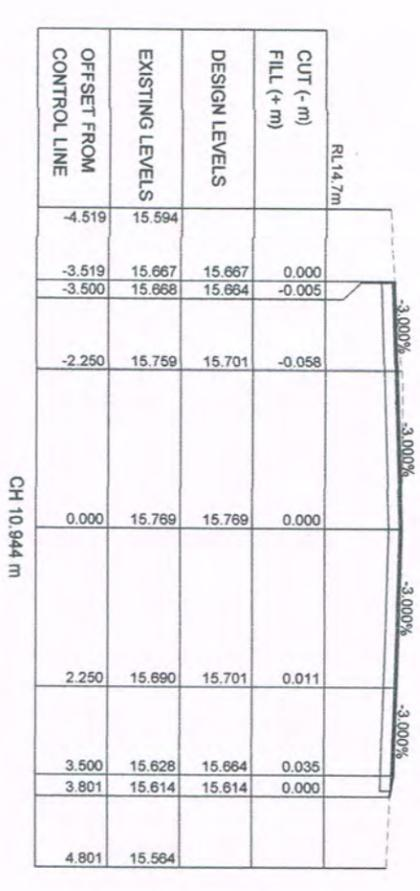 -3.000% -3.000% -3.000% -3.000%
RL14.7m
CUT (- m)
FILL (+ m)
0.000 -0.005 -0.058 0.000 0.011 0.035 0.000
DESIGN LEVELS
15.667 15.664 15.701 15.769 15.701 15.664 15.614
EXISTING LEVELS
15.594 15.667 15.668 15.759 15.769 15.690 15.628 15.614 15.564
OFFSET FROM
CONTROL LINE
-4.519 -3.519 -3.500 -2.250 0.000 2.250 3.500 3.801 4.801
CH 10.944 m